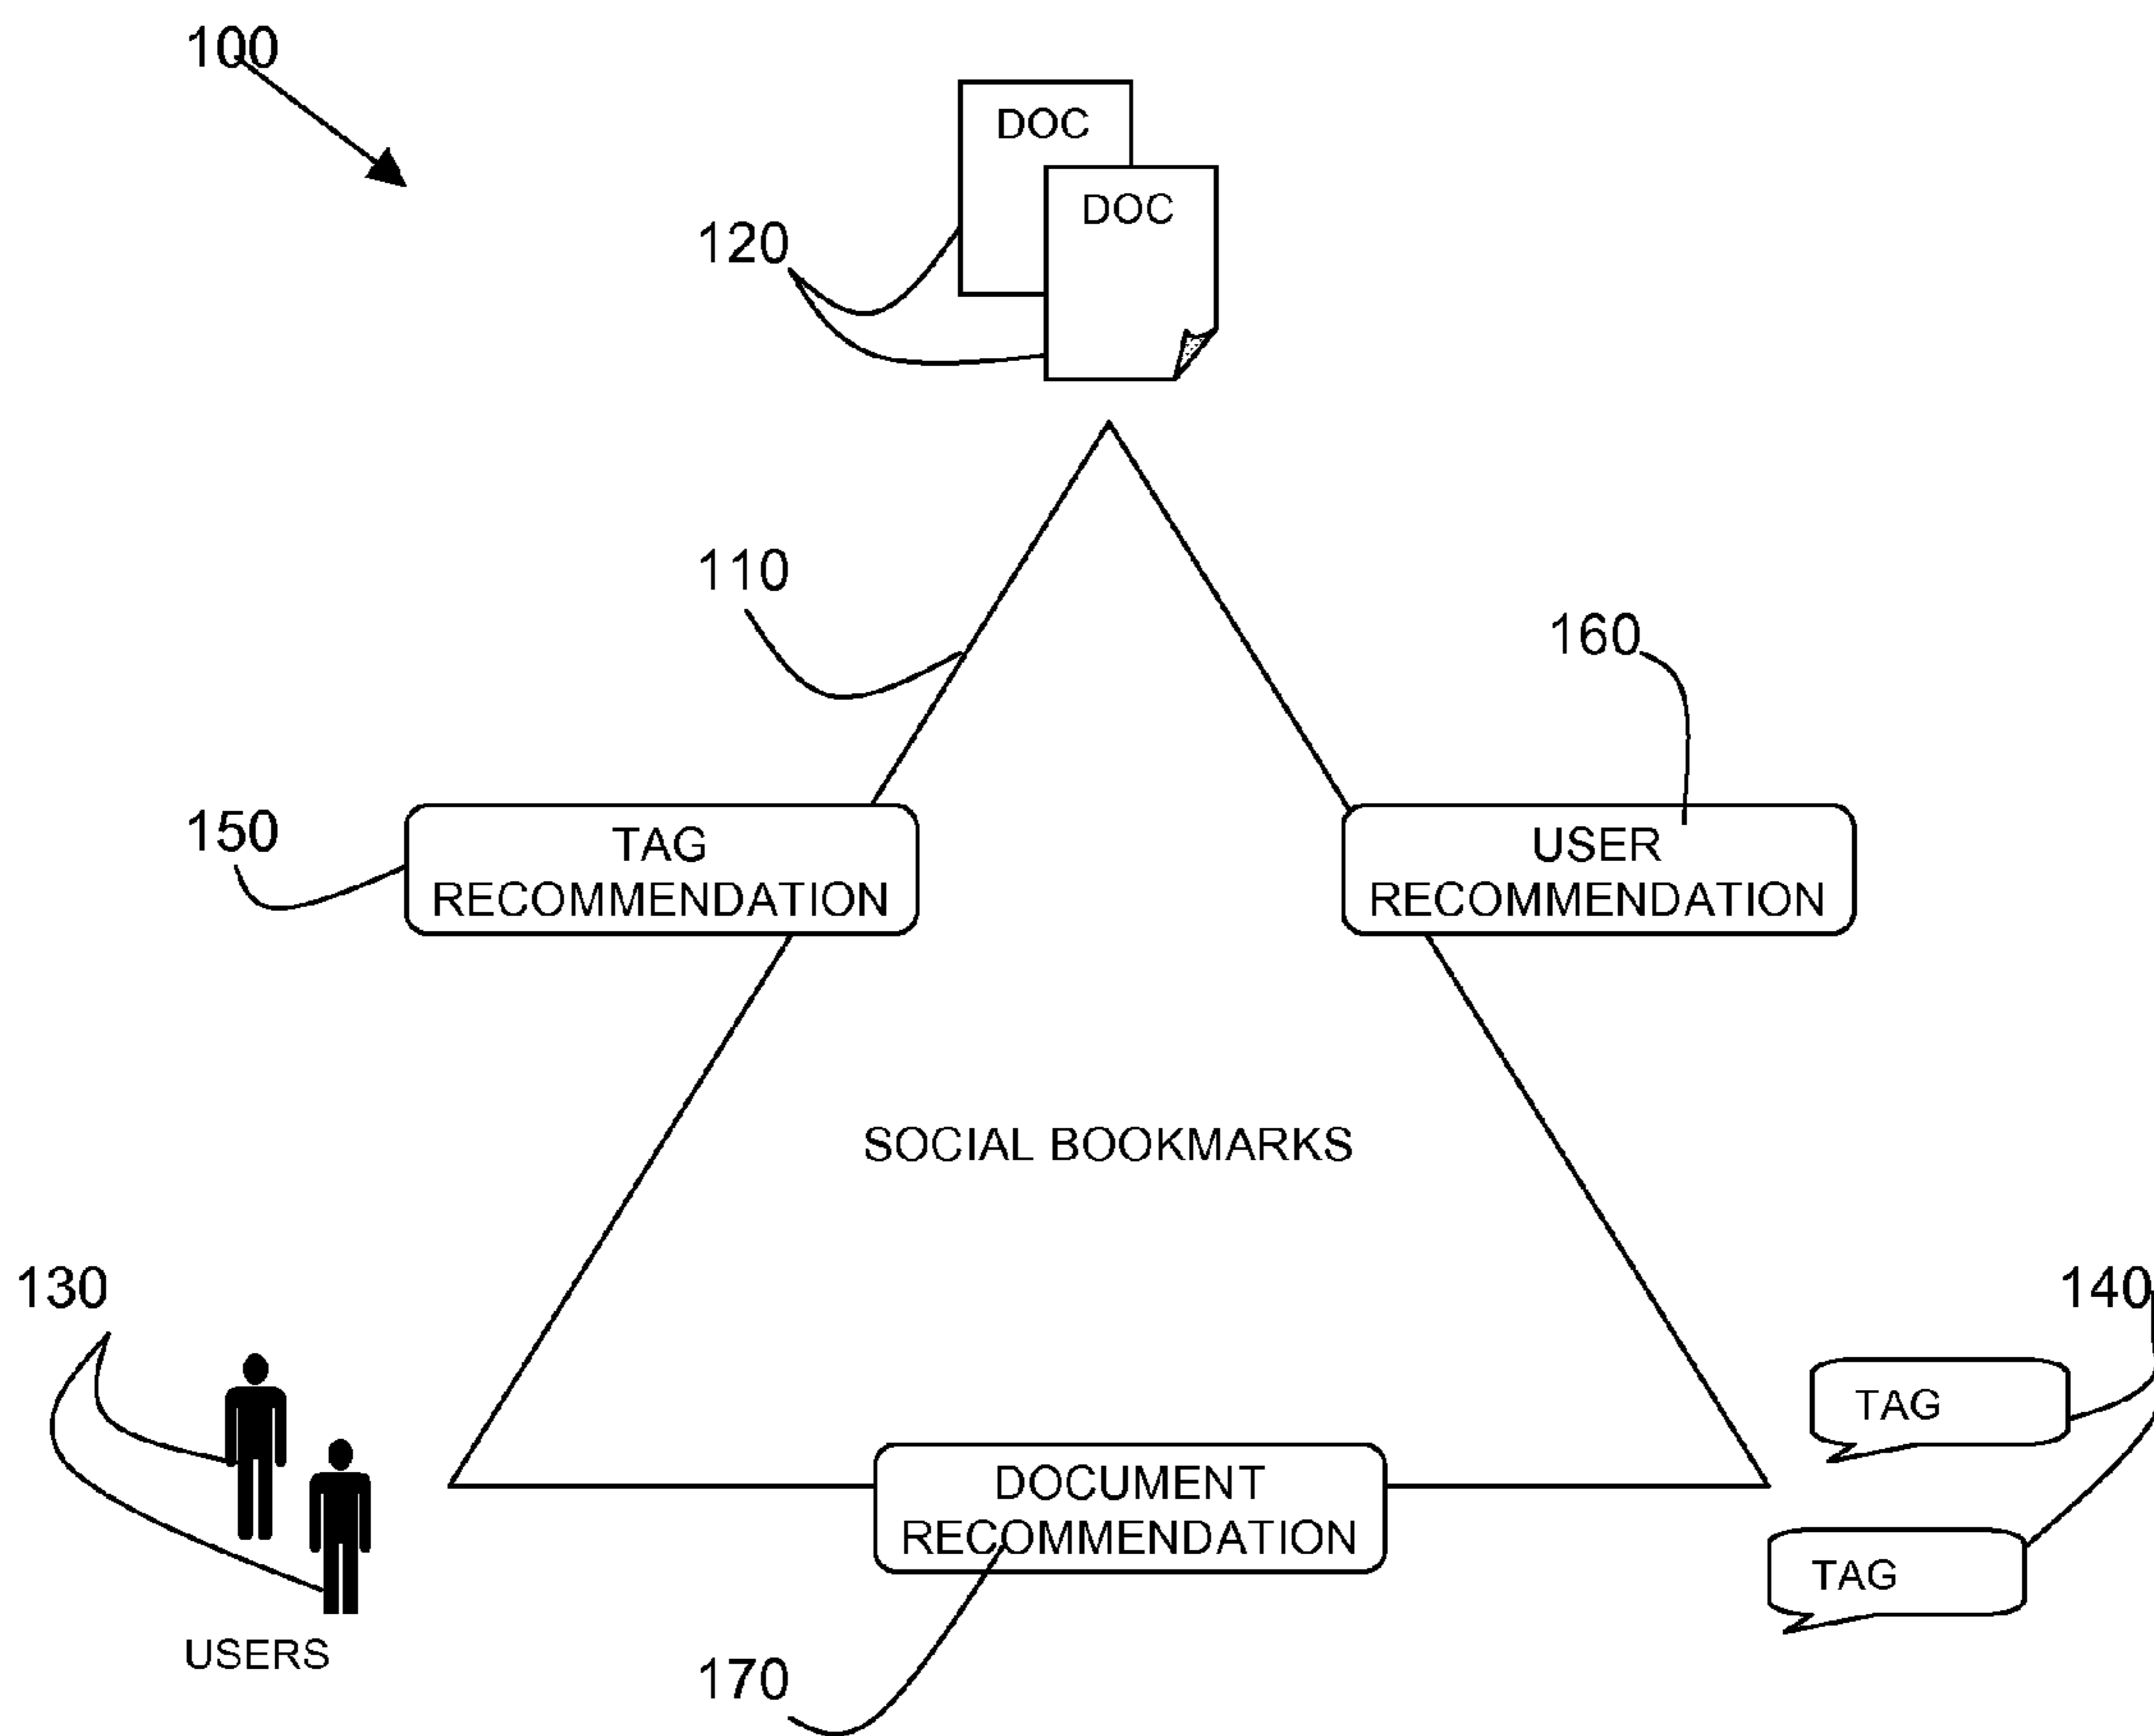 100
DOC
DOC
120
110
160
150
TAG
RECOMMENDATION
USER
RECOMMENDATION
SOCIAL BOOKMARKS
130
140
TAG
DOCUMENT
RECOMMENDATION
TAG
USERS
170